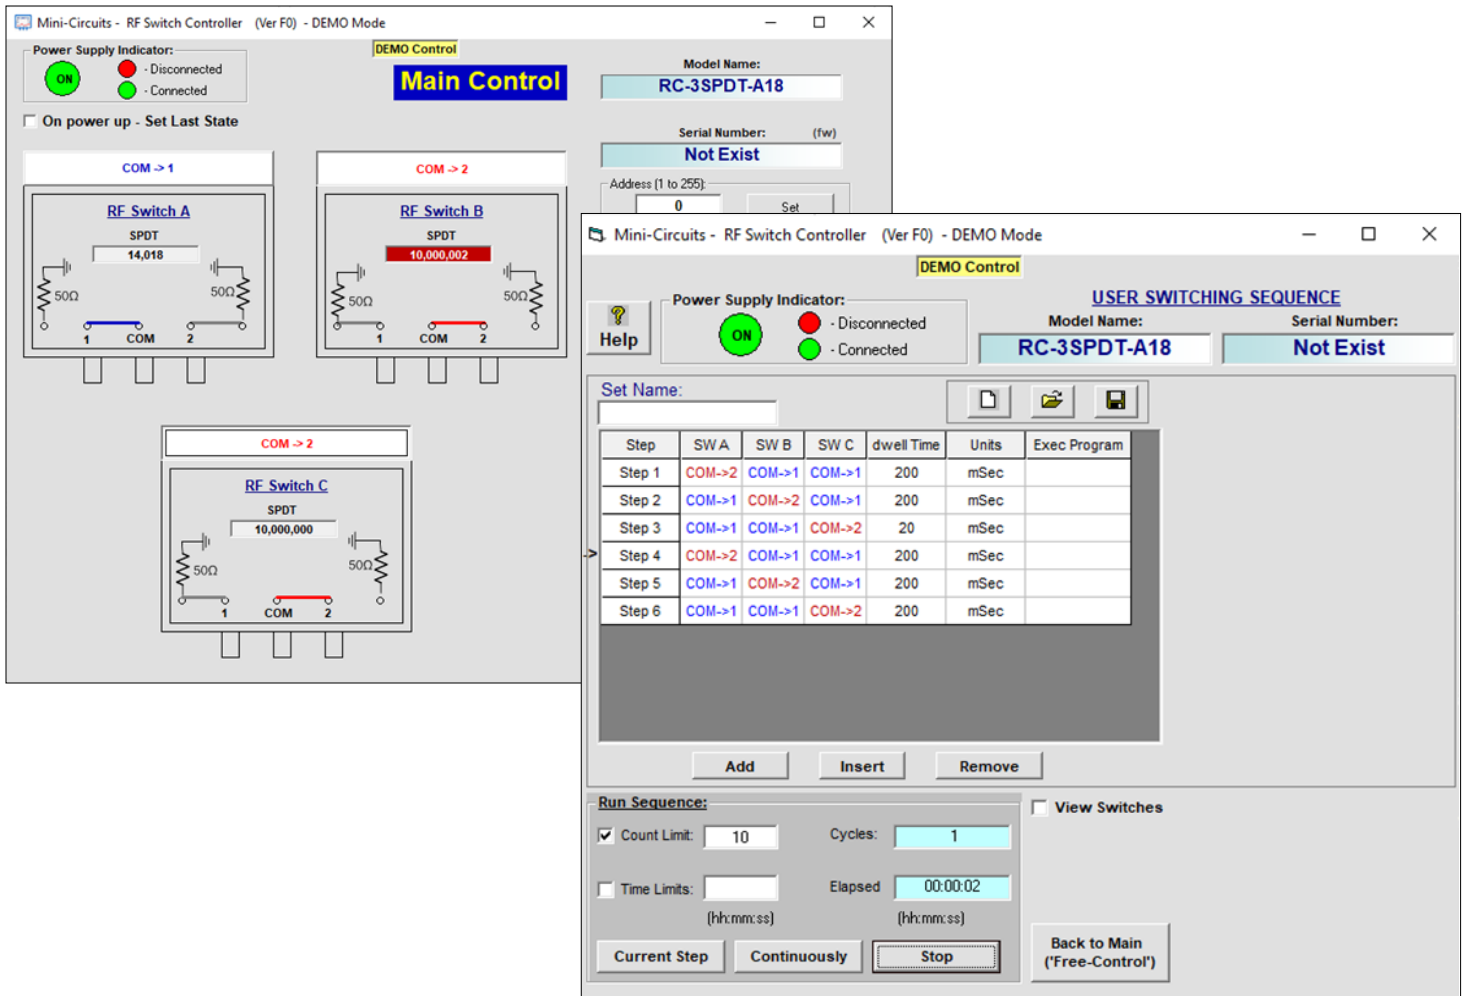 Mini-Circuits - RF Switch Controller (Ver F0) - DEMO Mode
Power Supply Indicator:
ON
- Disconnected
- Connected
DEMO Control
Main Control
Model Name:
RC-3SPDT-A18
On power up - Set Last State
Serial Number: (fw)
Not Exist
Address (1 to 255):
0
Set
COM -> 1
RF Switch A
SPDT
14,018
50Ω
50Ω
1 COM 2
COM -> 2
RF Switch B
SPDT
10,000,002
50Ω
50Ω
1 COM 2
COM -> 2
RF Switch C
SPDT
10,000,000
50Ω
50Ω
1 COM 2
Mini-Circuits - RF Switch Controller (Ver F0) - DEMO Mode
DEMO Control
?
Help
Power Supply Indicator:
ON
- Disconnected
- Connected
USER SWITCHING SEQUENCE
Model Name: Serial Number:
RC-3SPDT-A18 Not Exist
Set Name:
Step SW A SW B SW C dwell Time Units Exec Program
Step 1 COM->2 COM->1 COM->1 200 mSec
Step 2 COM->1 COM->2 COM->1 200 mSec
Step 3 COM->1 COM->1 COM->2 20 mSec
-> Step 4 COM->2 COM->1 COM->1 200 mSec
Step 5 COM->1 COM->2 COM->1 200 mSec
Step 6 COM->1 COM->1 COM->2 200 mSec
Add Insert Remove
Run Sequence:
Count Limit: 10 Cycles: 1
Time Limits: Elapsed 00:00:02
(hh:mm:ss) (hh:mm:ss)
Current Step Continuously Stop
View Switches
Back to Main
('Free-Control')